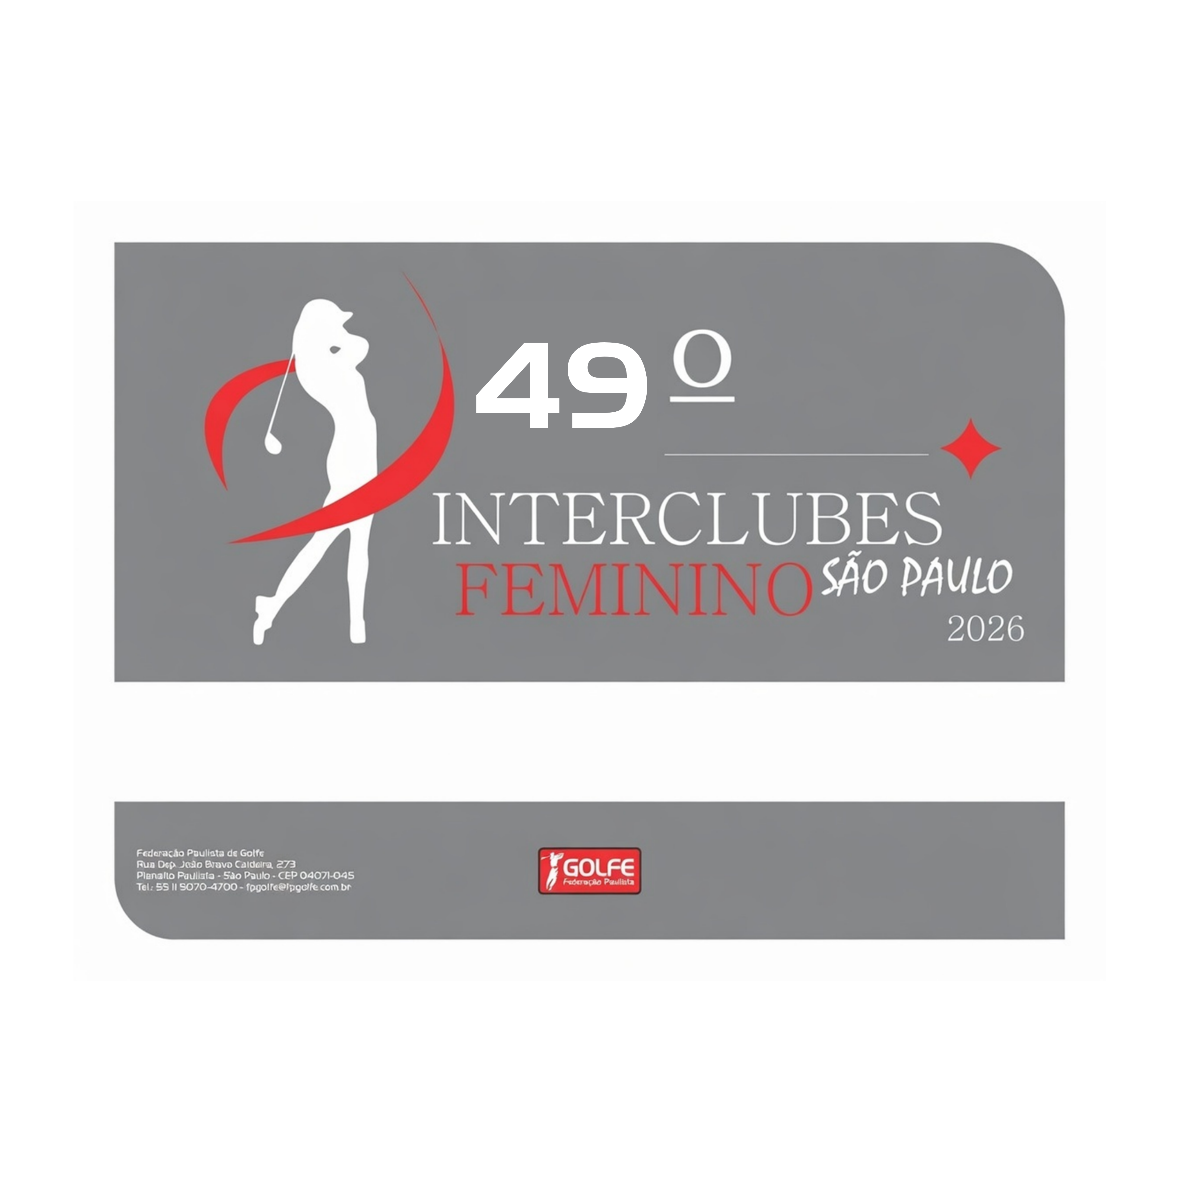 49º
INTERCLUBES
FEMININO SÃO PAULO
2026
Federação Paulista de Golfe
Rua Dep. João Bravo Caldeira, 273
Planalto Paulista - São Paulo - CEP 04071-045
Tel.: 55 11 5070-4700 - fpgolfe@fpgolfe.com.br
GOLFE
Federação Paulista